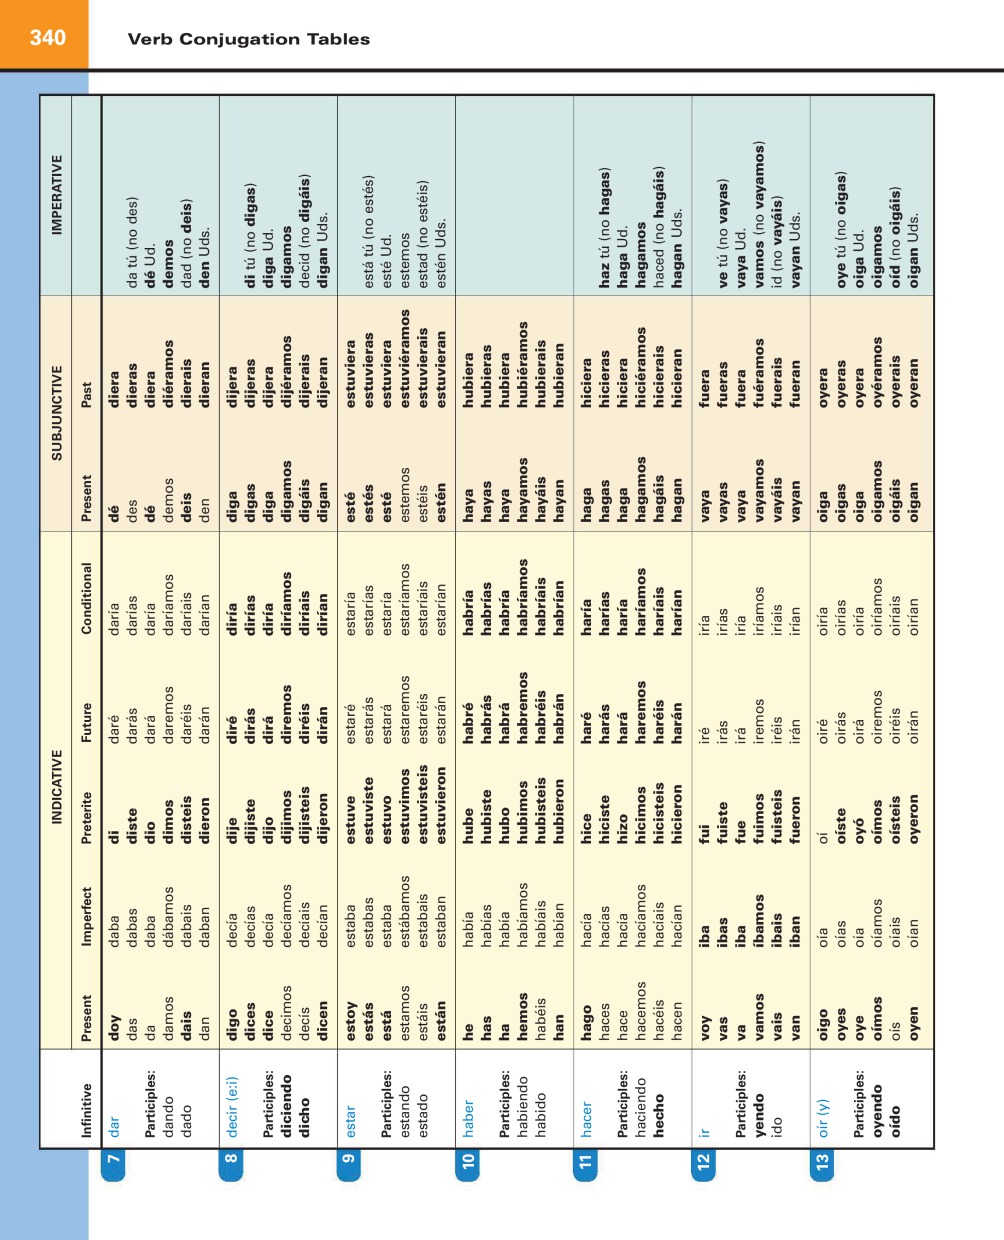 340 Verb Conjugation Tables
INDICATIVE SUBJUNCTIVE IMPERATIVE
Infinitive Present Imperfect Preterite Future Conditional Present Past
7 dar doy daba di daré daría dé diera
das dabas diste darás darías des dieras da tú (no des)
Participles: da daba dio dará daría dé diera dé Ud.
dando damos dábamos dimos daremos daríamos demos diéramos demos
dado dais dabais disteis daréis daríais deis dierais dad (no deis)
dan daban dieron darán darían den dieran den Uds.
8 decir (e:i) digo decía dije diré diría diga dijera
dices decías dijiste dirás dirías digas dijeras di tú (no digas)
Participles: dice decía dijo dirá diría diga dijera diga Ud.
diciendo decimos decíamos dijimos diremos diríamos digamos dijéramos digamos
dicho decís decíais dijisteis diréis diríais digáis dijerais decid (no digáis)
dicen decían dijeron dirán dirían digan dijeran digan Uds.
9 estar estoy estaba estuve estaré estaría esté estuviera
estás estabas estuviste estarás estarías estés estuvieras está tú (no estés)
Participles: está estaba estuvo estará estaría esté estuviera esté Ud.
estando estamos estábamos estuvimos estaremos estaríamos estemos estuviéramos estemos
estado estáis estabais estuvisteis estaréis estaríais estéis estuvierais estad (no estéis)
están estaban estuvieron estarán estarían estén estuvieran estén Uds.
10 haber he había hube habré habría haya hubiera
has habías hubiste habrás habrías hayas hubieras
Participles: ha había hubo habrá habría haya hubiera
habiendo hemos habíamos hubimos habremos habríamos hayamos hubiéramos
habido habéis habíais hubisteis habréis habríais hayáis hubierais
han habían hubieron habrán habrían hayan hubieran
11 hacer hago hacía hice haré haría haga hiciera
haces hacías hiciste harás harías hagas hicieras haz tú (no hagas)
Participles: hace hacía hizo hará haría haga hiciera haga Ud.
haciendo hacemos hacíamos hicimos haremos haríamos hagamos hiciéramos hagamos
hecho hacéis hacíais hicisteis haréis haríais hagáis hicierais haced (no hagáis)
hacen hacían hicieron harán harían hagan hicieran hagan Uds.
12 ir voy iba fui iré iría vaya fuera
vas ibas fuiste irás irías vayas fueras ve tú (no vayas)
Participles: va iba fue irá iría vaya fuera vaya Ud.
yendo vamos íbamos fuimos iremos iríamos vayamos fuéramos vamos (no vayamos)
ido vais ibais fuisteis iréis iríais vayáis fuerais id (no vayáis)
van iban fueron irán irían vayan fueran vayan Uds.
13 oír (y) oigo oía oí oiré oiría oiga oyera
oyes oías oíste oirás oirías oigas oyeras oye tú (no oigas)
Participles: oye oía oyó oirá oiría oiga oyera oiga Ud.
oyendo oímos oíamos oímos oiremos oiríamos oigamos oyéramos oigamos
oído oís oíais oísteis oiréis oiríais oigáis oyerais oíd (no oigáis)
oyen oían oyeron oirán oirían oigan oyeran oigan Uds.